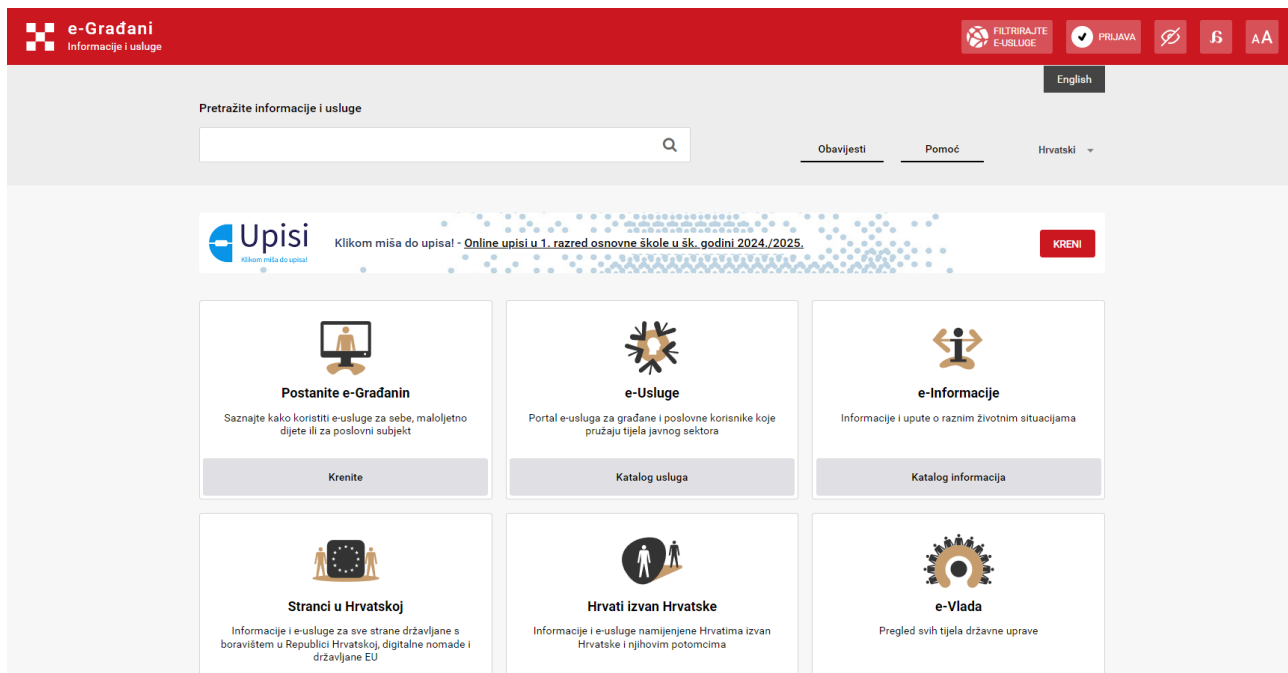 e-Građani
Informacije i usluge
FILTRIRAJTE
E-USLUGE
PRIJAVA
AA
English
Pretražite informacije i usluge
Obavijesti
Pomoć
Hrvatski
Upisi
Klikom miša do upisa!
Klikom miša do upisa! - Online upisi u 1. razred osnovne škole u šk. godini 2024./2025.
KRENI
Postanite e-Građanin
Saznajte kako koristiti e-usluge za sebe, maloljetno
dijete ili za poslovni subjekt
Krenite
e-Usluge
Portal e-usluga za građane i poslovne korisnike koje
pružaju tijela javnog sektora
Katalog usluga
e-Informacije
Informacije i upute o raznim životnim situacijama
Katalog informacija
Stranci u Hrvatskoj
Informacije i e-usluge za sve strane državljane s
boravištem u Republici Hrvatskoj, digitalne nomade i
državljane EU
Hrvati izvan Hrvatske
Informacije i e-usluge namijenjene Hrvatima izvan
Hrvatske i njihovim potomcima
e-Vlada
Pregled svih tijela državne uprave